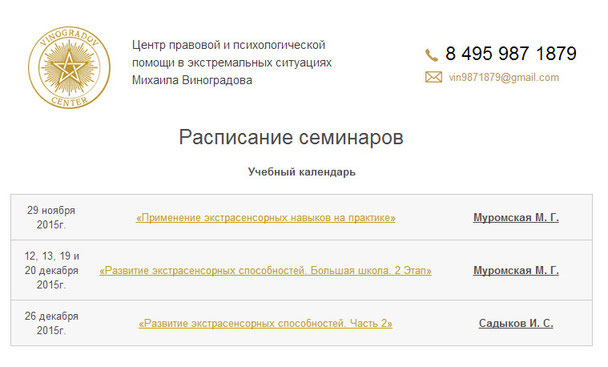 VINOGRADOV
CENTER
Центр правовой и психологической
помощи в экстремальных ситуациях
Михаила Виноградова
8 495 987 1879
vin9871879@gmail.com
Расписание семинаров
Учебный календарь
29 ноября
2015г.
«Применение экстрасенсорных навыков на практике»
Муромская М. Г.
12, 13, 19 и
20 декабря
2015г.
«Развитие экстрасенсорных способностей. Большая школа. 2 Этап»
Муромская М. Г.
26 декабря
2015г.
«Развитие экстрасенсорных способностей. Часть 2»
Садыков И. С.